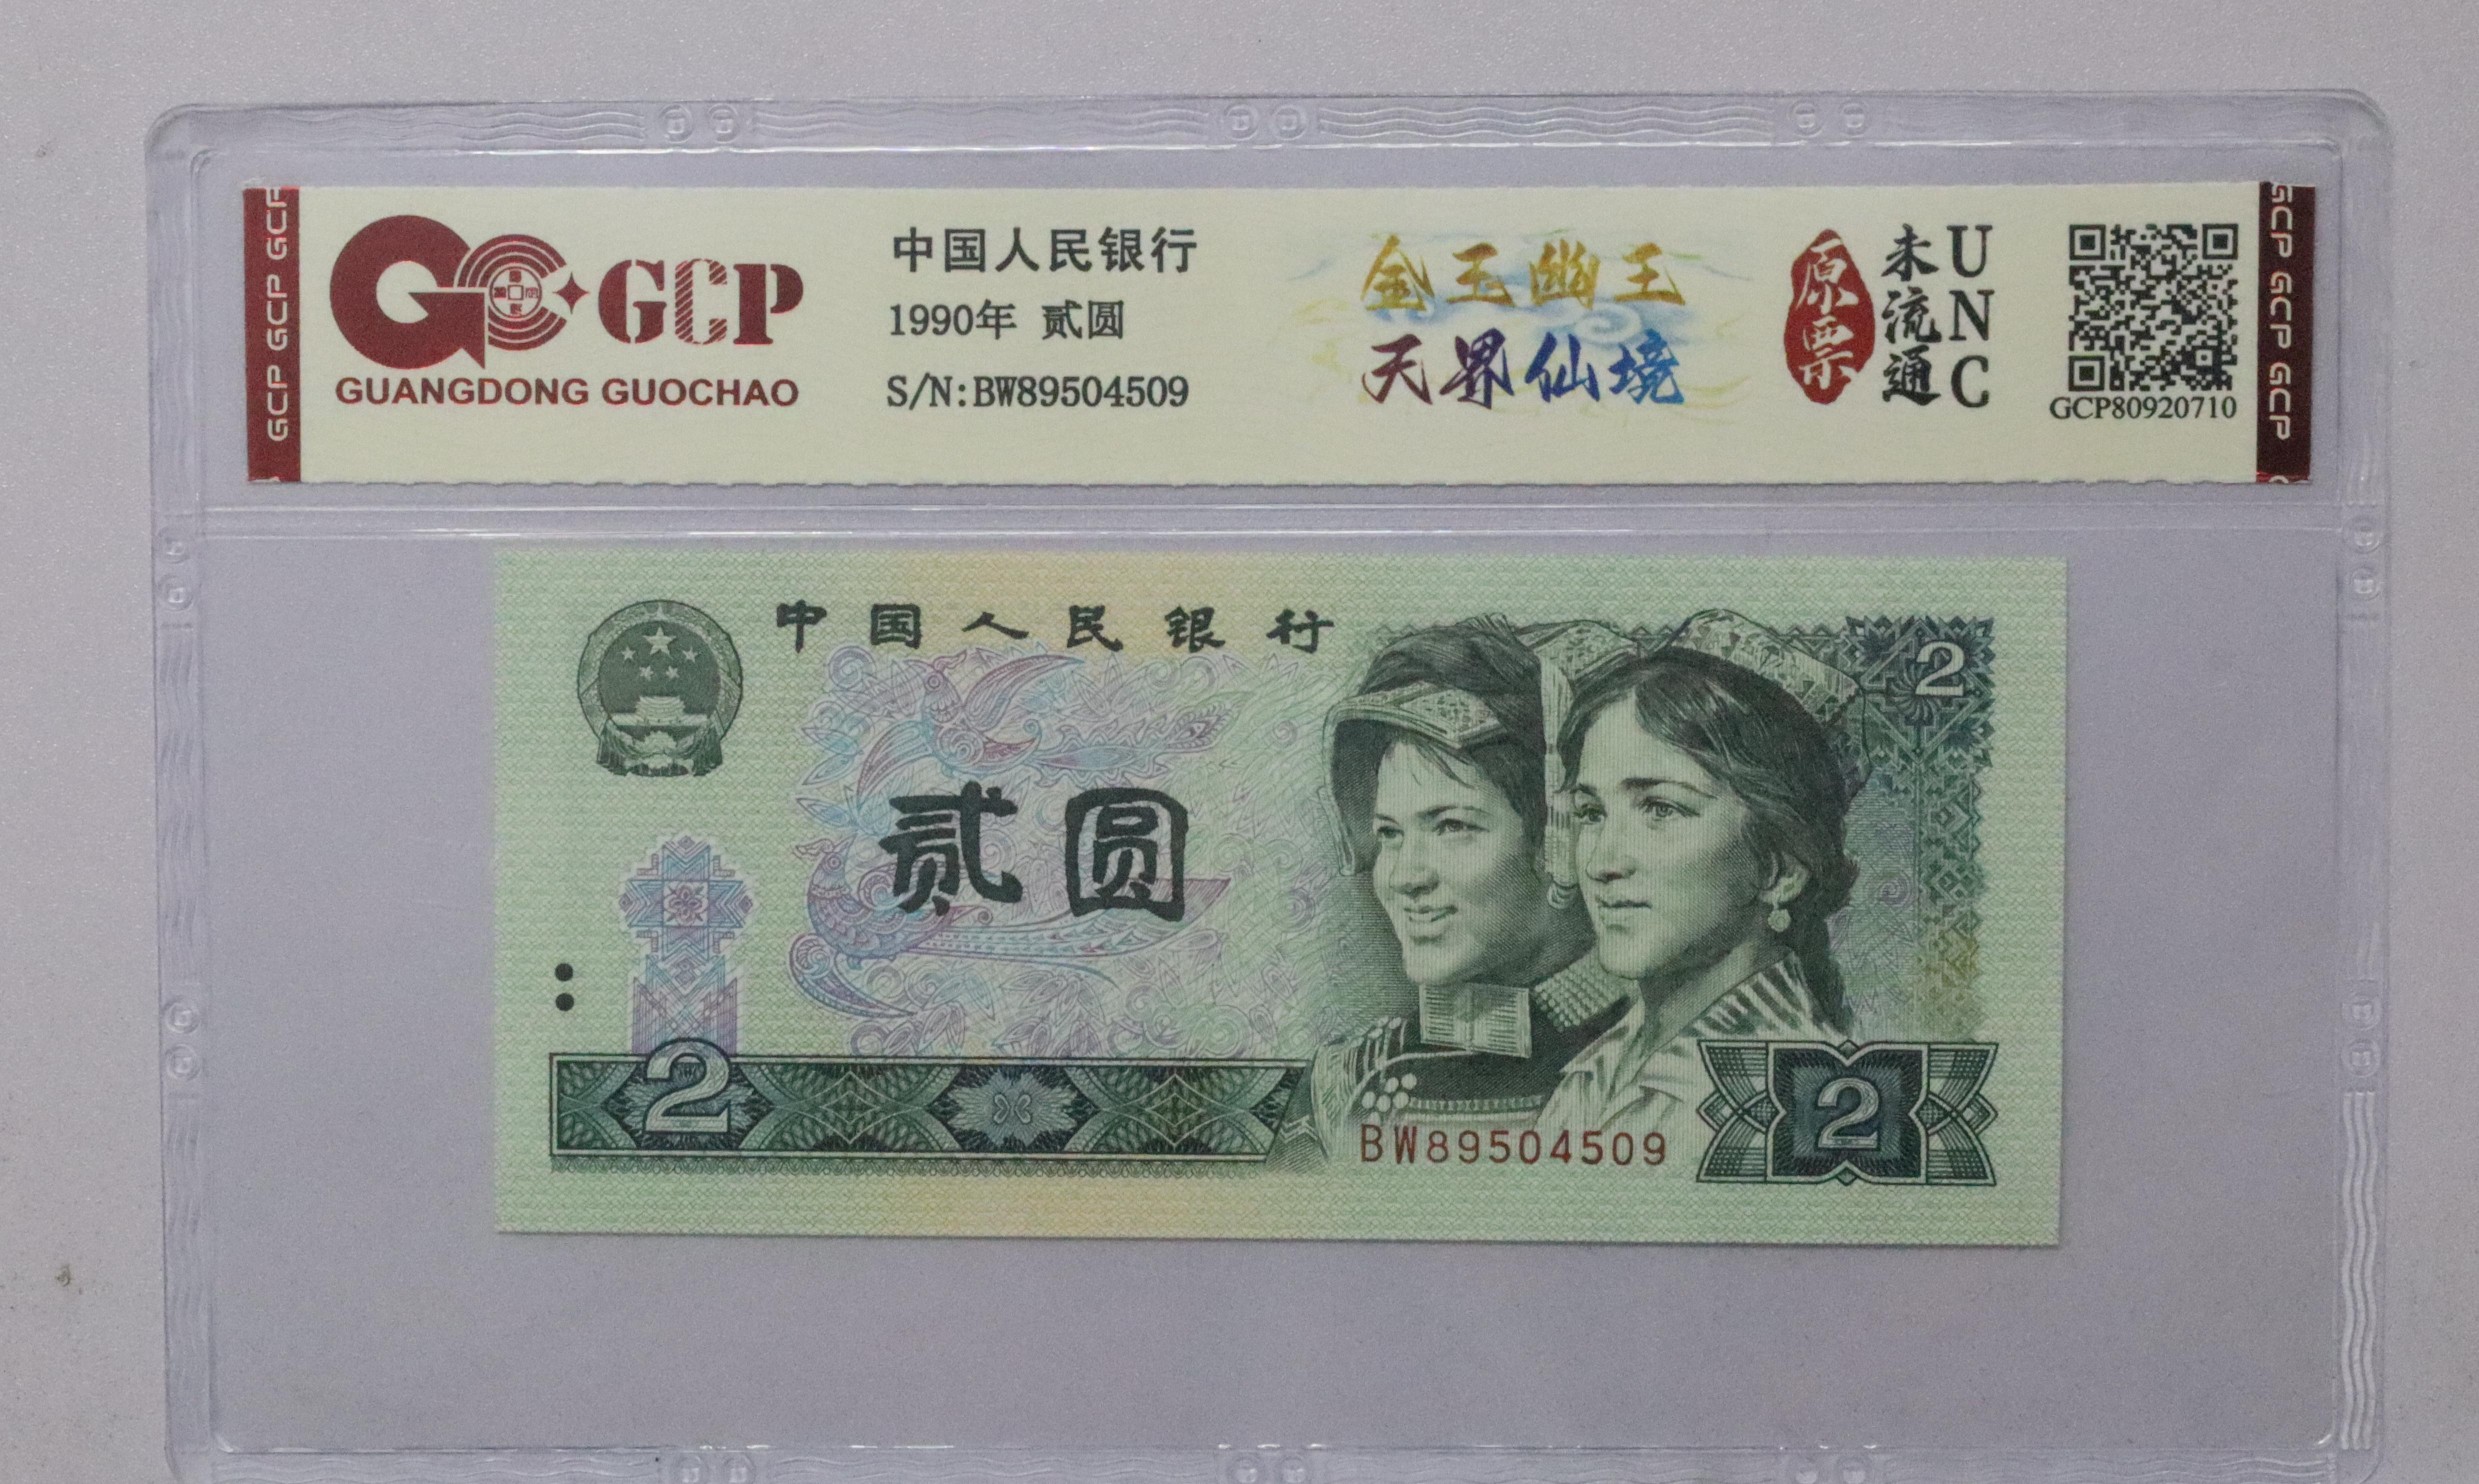 GCP GCP GCP
GCP
GUANGDONG GUOCHAO
中国人民银行
1990年 贰圆
S/N:BW89504509
金玉幽王
天界仙境
原票
未流通
UNC
GCP80920710
GCP GCP GCP
中国人民银行
2
贰圆
2
BW89504509
2